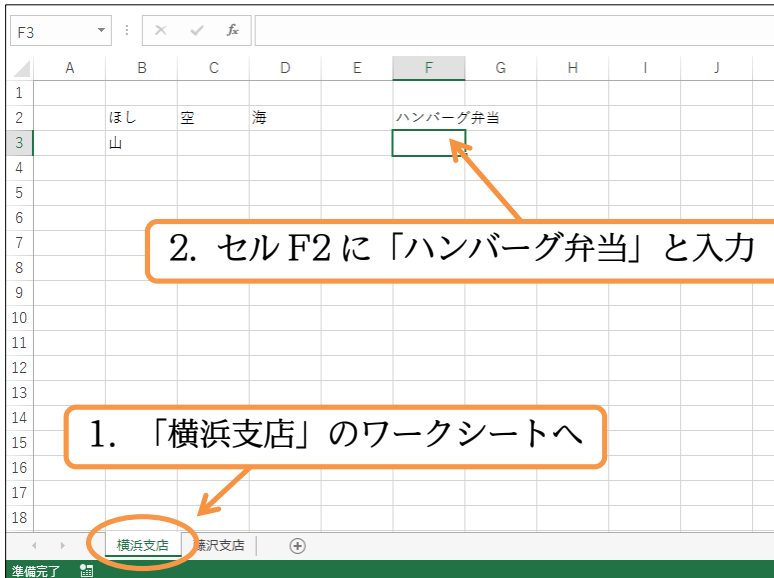 F3 fx
A B C D E F G H I J
1
2 ほし 空 海 ハンバーグ弁当
3 山
4
5
6
7
2. セル F2 に「ハンバーグ弁当」と入力
8
9
10
11
12
13
14
1. 「横浜支店」のワークシートへ
15
16
17
18
横浜支店 藤沢支店
準備完了